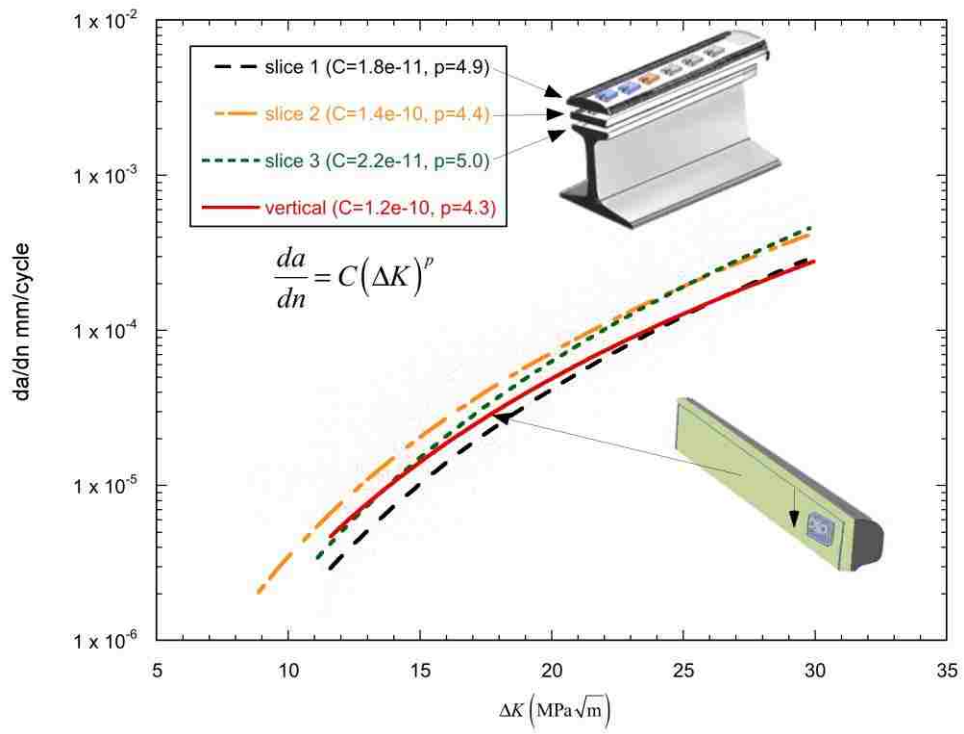 1 x 10⁻²
1 x 10⁻³
1 x 10⁻⁴
1 x 10⁻⁵
1 x 10⁻⁶
da/dn mm/cycle
slice 1 (C=1.8e-11, p=4.9)
slice 2 (C=1.4e-10, p=4.4)
slice 3 (C=2.2e-11, p=5.0)
vertical (C=1.2e-10, p=4.3)
da/dn = C(ΔK)ᵖ
5 10 15 20 25 30 35
ΔK (MPa√m)